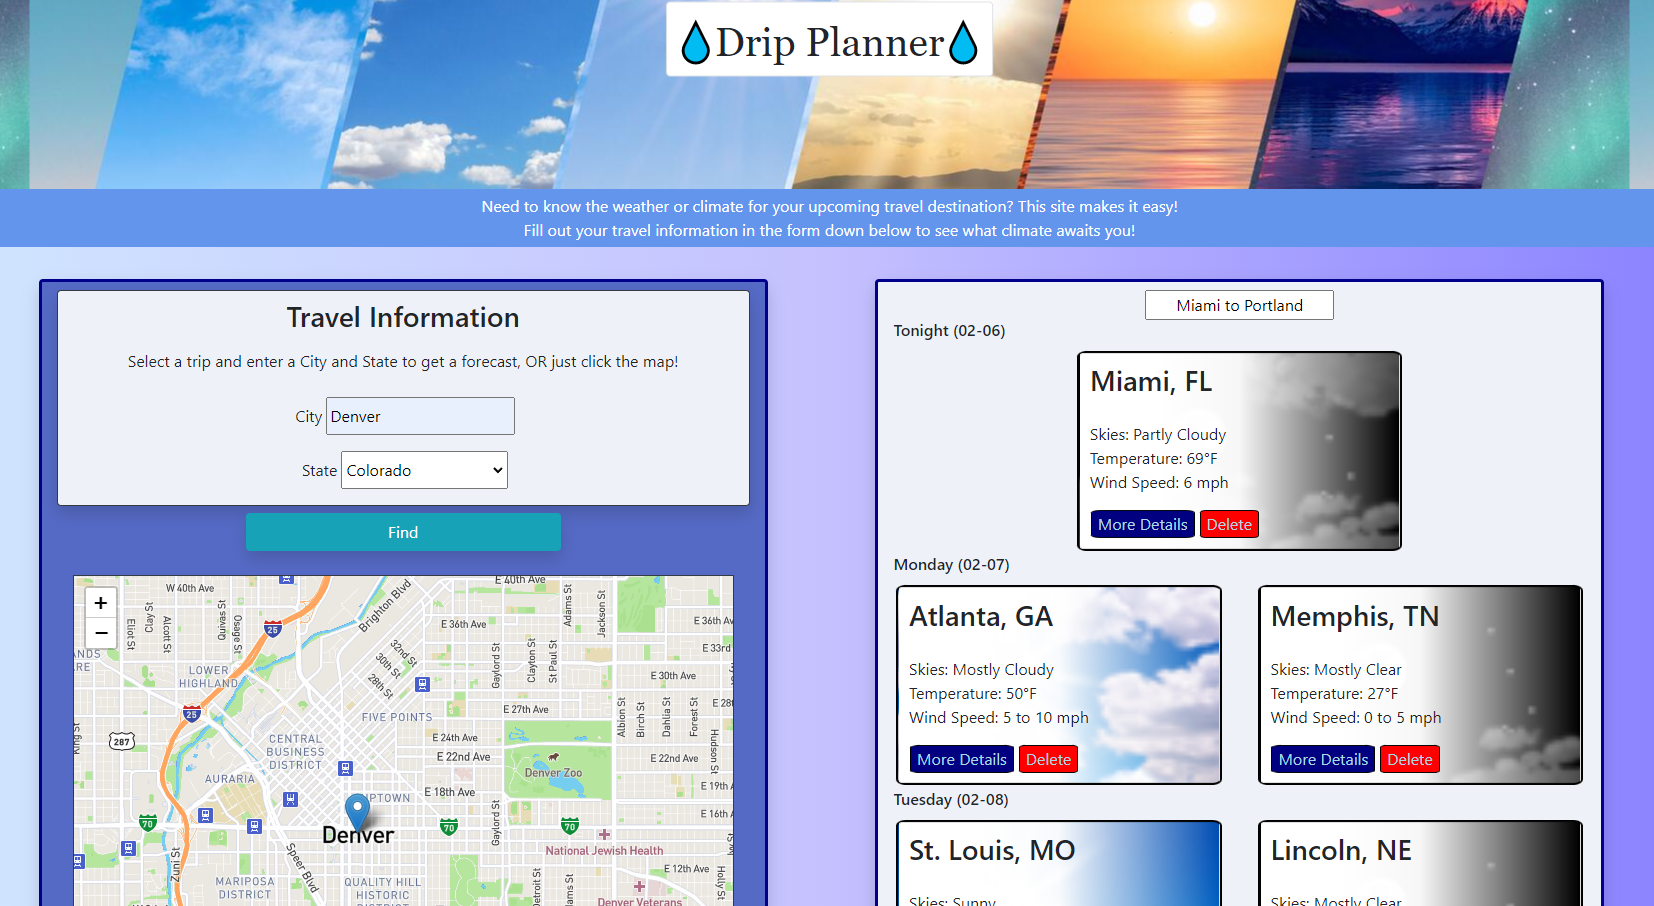 Drip Planner
Need to know the weather or climate for your upcoming travel destination? This site makes it easy!
Fill out your travel information in the form down below to see what climate awaits you!
Travel Information
Select a trip and enter a City and State to get a forecast, OR just click the map!
City Denver
State Colorado
Find
+
−
W 40th Ave
E 40th Ave
Clay St
Eliot St
Alcott St
Quivas St
Osage St
Brighton Blvd
Adams St
Jackson St
E 36th Ave
E 36th Av
25
32nd St
30th St
28th St
Gaylord St
Clayton St
St Paul St
E 33rd
LOWER
HIGHLAND
E 30th Ave
25
FIVE POINTS
E 27th Ave
Albion St
Birch St
Dahlia St
Forest St
E 28t
287
CENTRAL
BUSINESS
DISTRICT
E 24th Ave
E 22nd Ave
Hudson St
E 22nd Ave
AURARIA
Denver Zoo
E 18th Ave
E 19th A
UPTOWN
70
Denver
70
70
Gaylord St
E 16th A
National Jewish Health
Zuni St
Speer Blvd
E 12th Ave
Holly St
MARIPOSA
DISTRICT
QUALITY HILL
HISTORIC
DISTRICT
Detroit St
Adams St
Denver Veterans
Miami to Portland
Tonight (02-06)
Miami, FL
Skies: Partly Cloudy
Temperature: 69°F
Wind Speed: 6 mph
More Details Delete
Monday (02-07)
Atlanta, GA
Skies: Mostly Cloudy
Temperature: 50°F
Wind Speed: 5 to 10 mph
More Details Delete
Memphis, TN
Skies: Mostly Clear
Temperature: 27°F
Wind Speed: 0 to 5 mph
More Details Delete
Tuesday (02-08)
St. Louis, MO
Skies: Sunny
Lincoln, NE
Skies: Mostly Clear